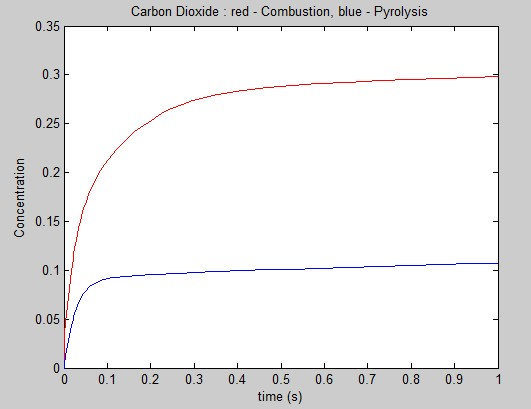 Carbon Dioxide : red - Combustion, blue - Pyrolysis
0.35
0.3
0.25
0.2
0.15
0.1
0.05
0
Concentration
0 0.1 0.2 0.3 0.4 0.5 0.6 0.7 0.8 0.9 1
time (s)